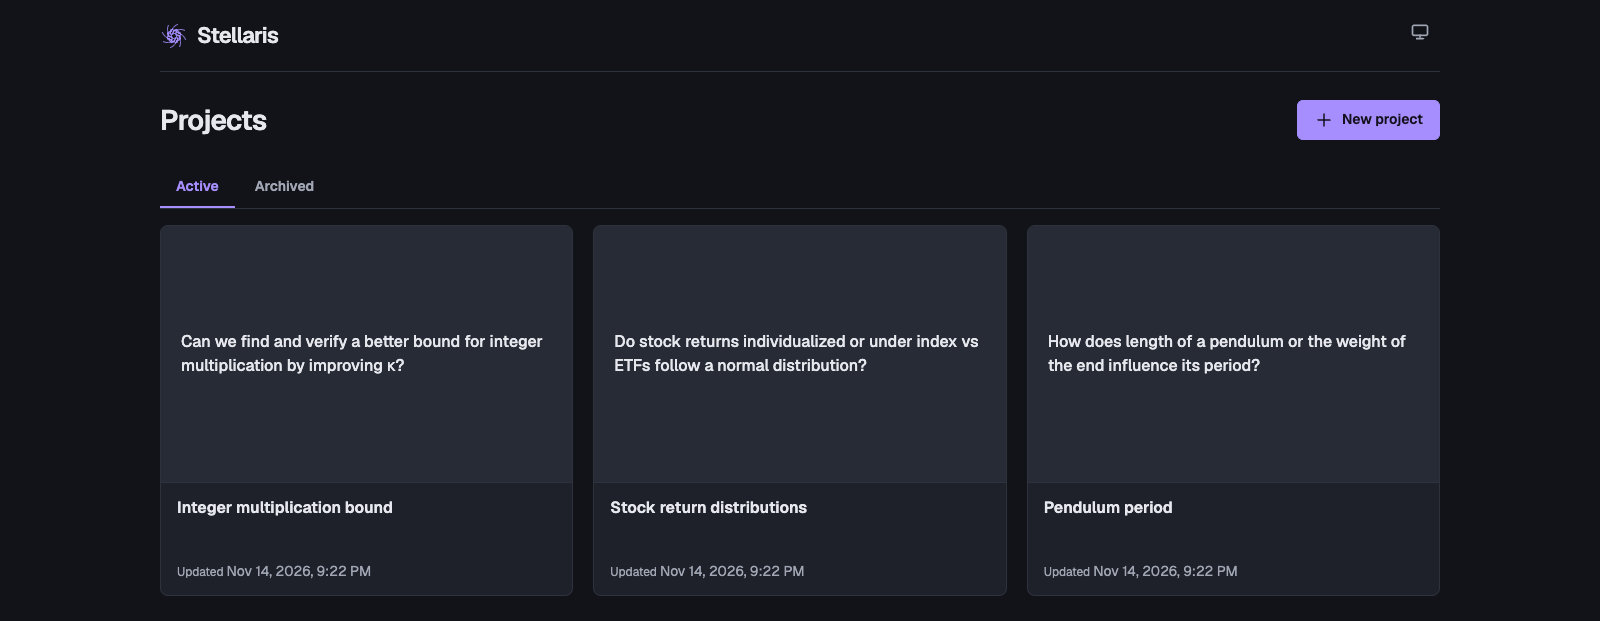 Stellaris
Projects
New project
Active
Archived
Can we find and verify a better bound for integer
multiplication by improving κ?
Do stock returns individualized or under index vs
ETFs follow a normal distribution?
How does length of a pendulum or the weight of
the end influence its period?
Integer multiplication bound
Stock return distributions
Pendulum period
Updated Nov 14, 2026, 9:22 PM
Updated Nov 14, 2026, 9:22 PM
Updated Nov 14, 2026, 9:22 PM